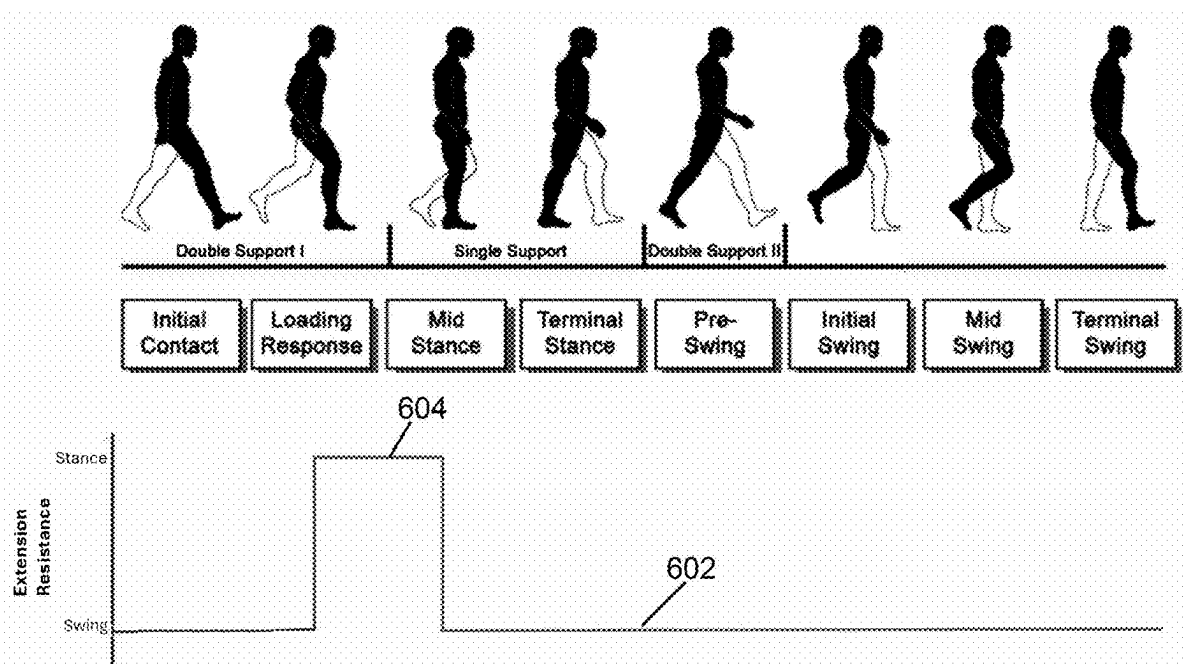 Double Support I
Single Support
Double Support II
Initial
Contact
Loading
Response
Mid
Stance
Terminal
Stance
Pre-
Swing
Initial
Swing
Mid
Swing
Terminal
Swing
604
Stance
Extension
Resistance
602
Swing